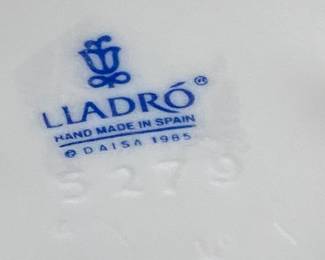 LLADRÓ®
HAND MADE IN SPAIN
© DAISA 1985
5279